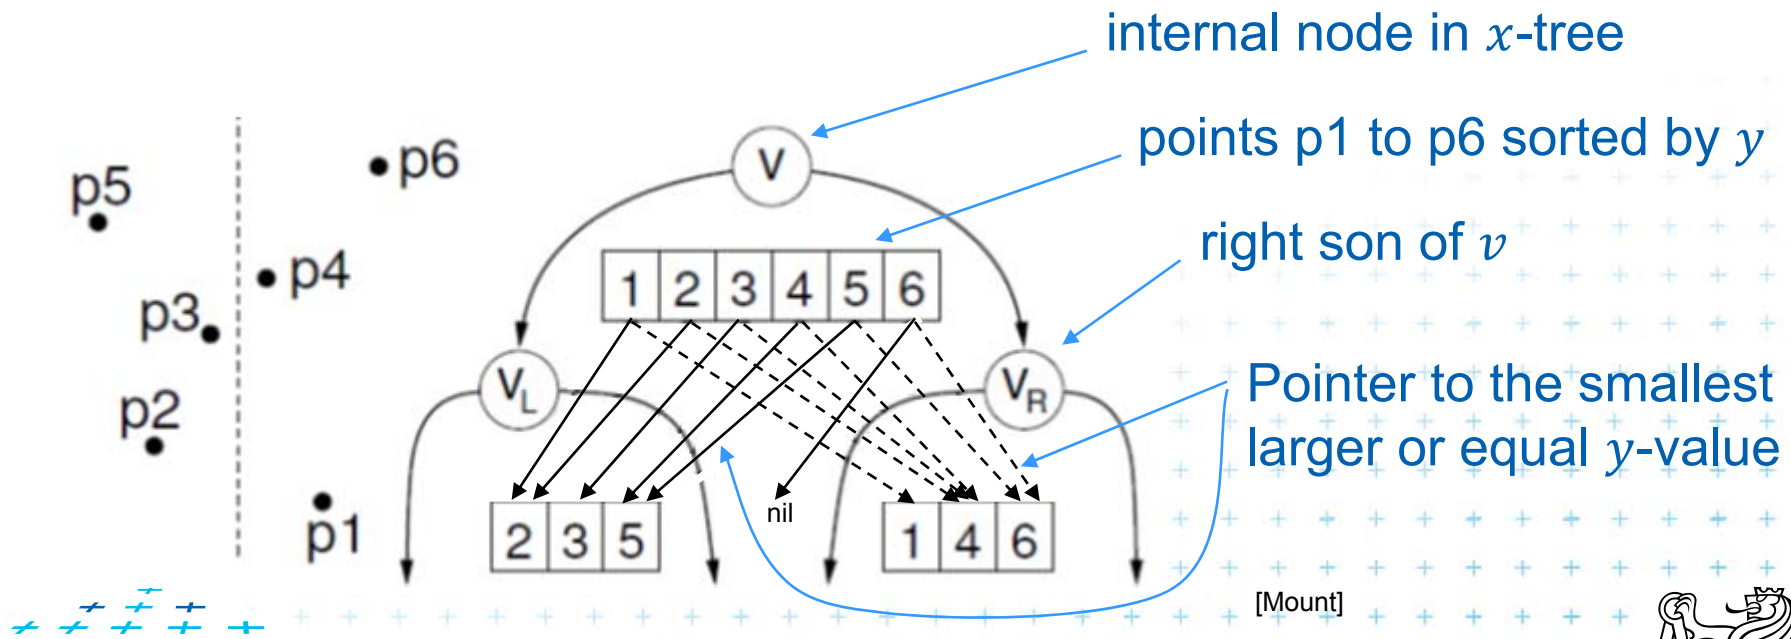 internal node in x-tree
points p1 to p6 sorted by y
right son of v
Pointer to the smallest
larger or equal y-value
p5
p6
p4
p3
p2
p1
V
1 2 3 4 5 6
VL
VR
nil
2 3 5
1 4 6
[Mount]